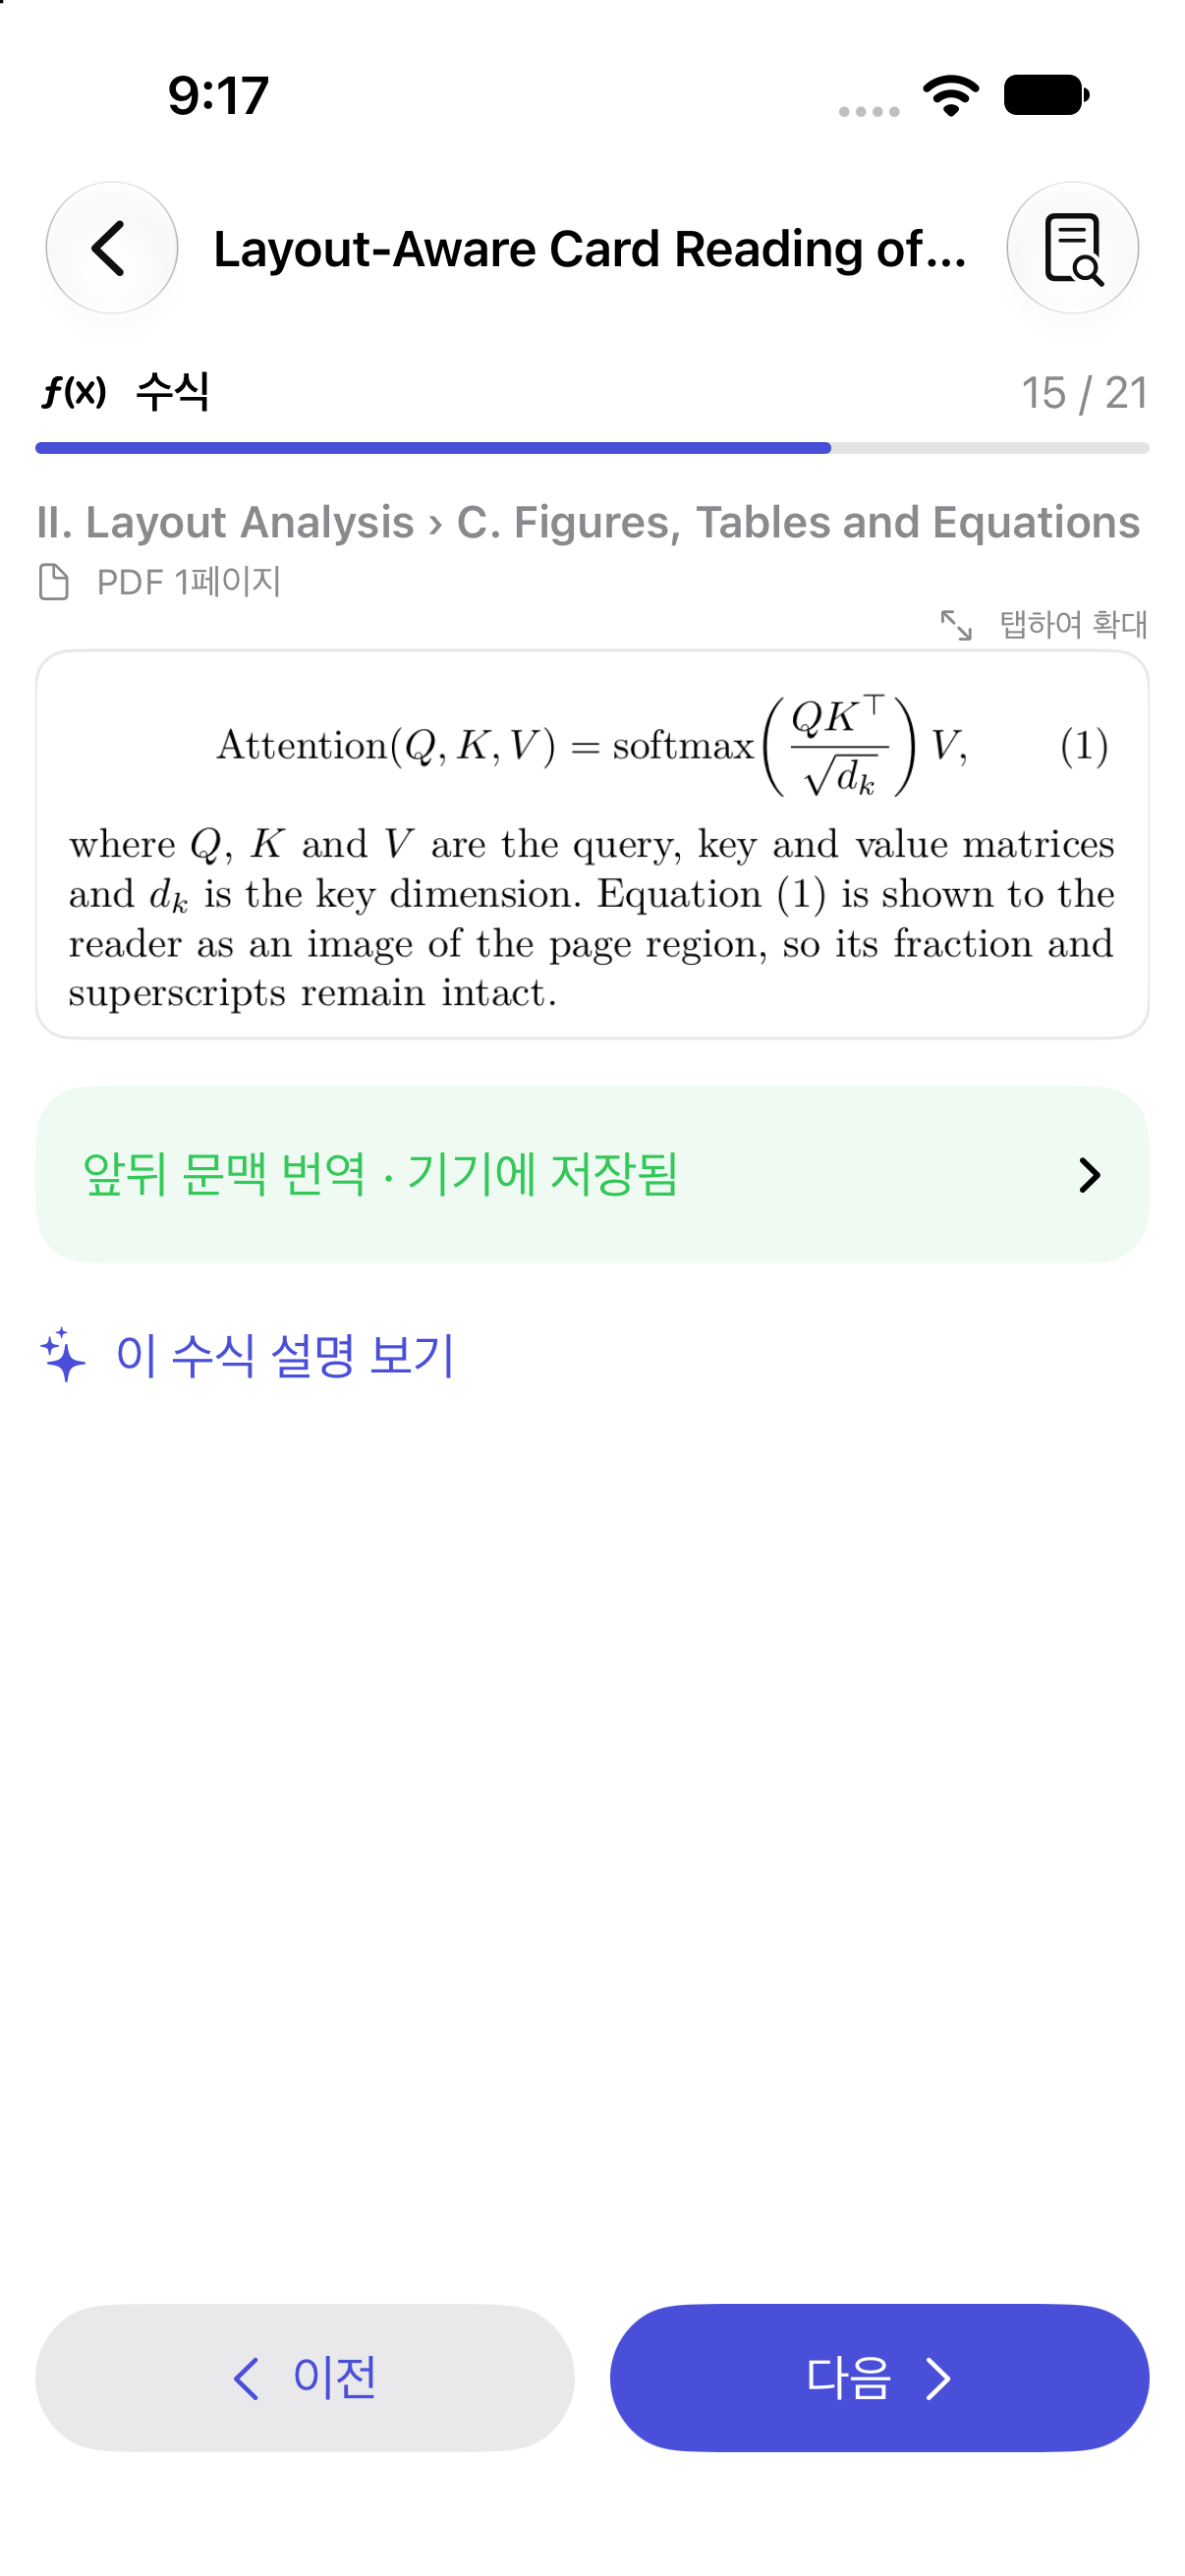 9:17
Layout-Aware Card Reading of...
f(x) 수식
15 / 21
II. Layout Analysis › C. Figures, Tables and Equations
PDF 1페이지
탭하여 확대
Attention(Q, K, V) = softmax(QK⊤ / √dₖ) V, (1)
where Q, K and V are the query, key and value matrices
and dₖ is the key dimension. Equation (1) is shown to the
reader as an image of the page region, so its fraction and
superscripts remain intact.
앞뒤 문맥 번역 · 기기에 저장됨
이 수식 설명 보기
이전
다음